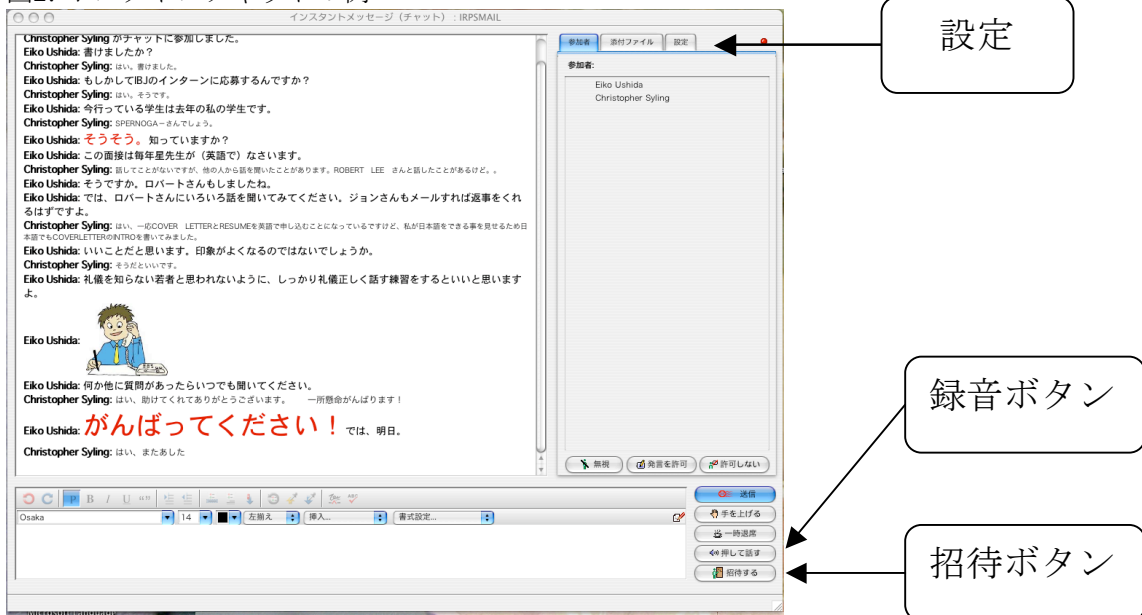 インスタントメッセージ（チャット）：IRPSMAIL
Christopher Syling がチャットに参加しました。
Eiko Ushida: 書けましたか？
Christopher Syling: はい。書けました。
Eiko Ushida: もしかしてIBJのインターンに応募するんですか？
Christopher Syling: はい、そうです。
Eiko Ushida: 今行っている学生は去年の私の学生です。
Christopher Syling: SPERNOGA－さんでしょう。
Eiko Ushida: そうそう。知っていますか？
Eiko Ushida: この面接は毎年星先生が（英語で）なさいます。
Christopher Syling: 話してことがないですが、他の人から話を聞いたことがあります。ROBERT LEE さんと話したことがあるけど。。
Eiko Ushida: そうですか。ロバートさんもしましたね。
Eiko Ushida: では、ロバートさんにいろいろ話を聞いてみてください。ジョンさんもメールすれば返事をくれ
るはずですよ。
Christopher Syling: はい、一応COVER LETTERとRESUMEを英語で申し込むことになっているですけど、私が日本語をできる事を見せるため日
本語でもCOVERLETTERのINTROを書いてみました。
Eiko Ushida: いいことだと思います。印象がよくなるのではないでしょうか。
Christopher Syling: そうだといいです。
Eiko Ushida: 礼儀を知らない若者と思われないように、しっかり礼儀正しく話す練習をするといいと思います
よ。
Eiko Ushida:
Eiko Ushida: 何か他に質問があったらいつでも聞いてください。
Christopher Syling: はい、助けてくれてありがとうございます。 一所懸命がんばります！
Eiko Ushida: がんばってください！では、明日。
Christopher Syling: はい、またあした
参加者 添付ファイル 設定
参加者:
Eiko Ushida
Christopher Syling
無視 発言を許可 許可しない
P B I U
Osaka 14 左揃え 挿入... 書式設定...
送信
手を上げる
一時退席
押して話す
招待する
設定
録音ボタン
招待ボタン